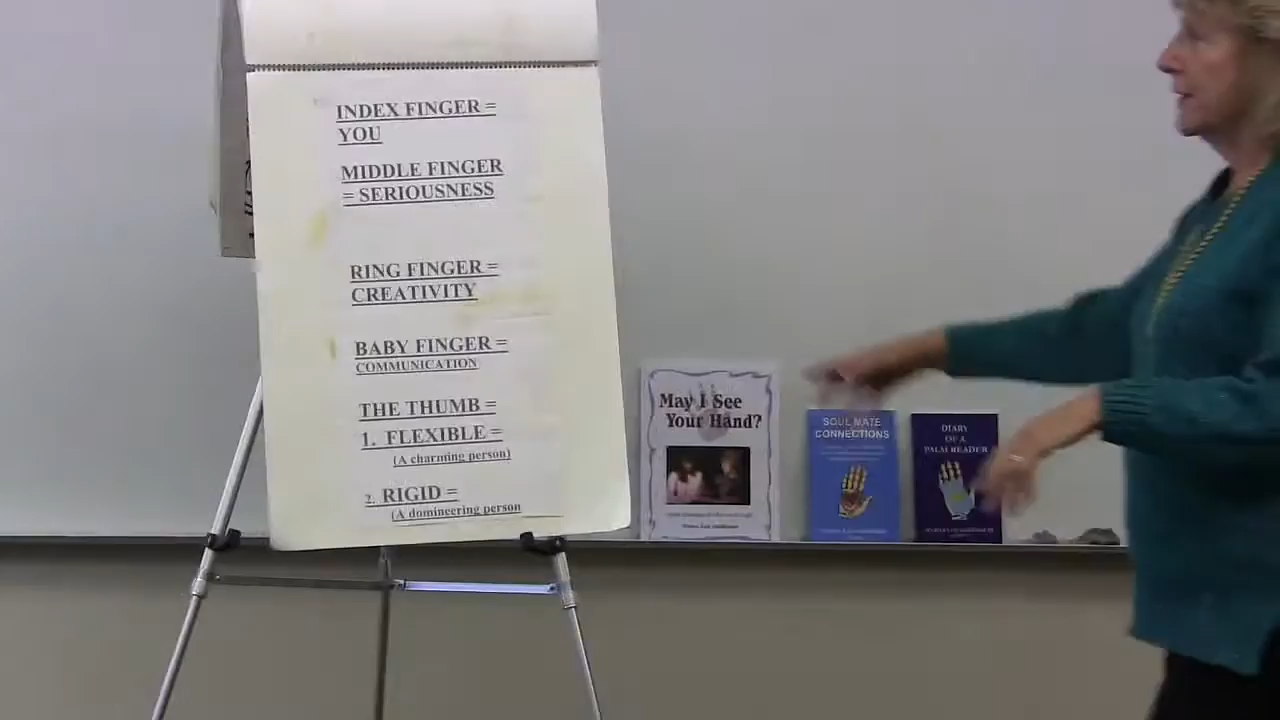 INDEX FINGER =
YOU
MIDDLE FINGER
= SERIOUSNESS
RING FINGER =
CREATIVITY
BABY FINGER =
COMMUNICATION
THE THUMB =
1. FLEXIBLE =
(A charming person)
2. RIGID =
(A domineering person
May I See
Your Hand?
SOUL MATE
CONNECTIONS
DIARY
OF A
PALM READER